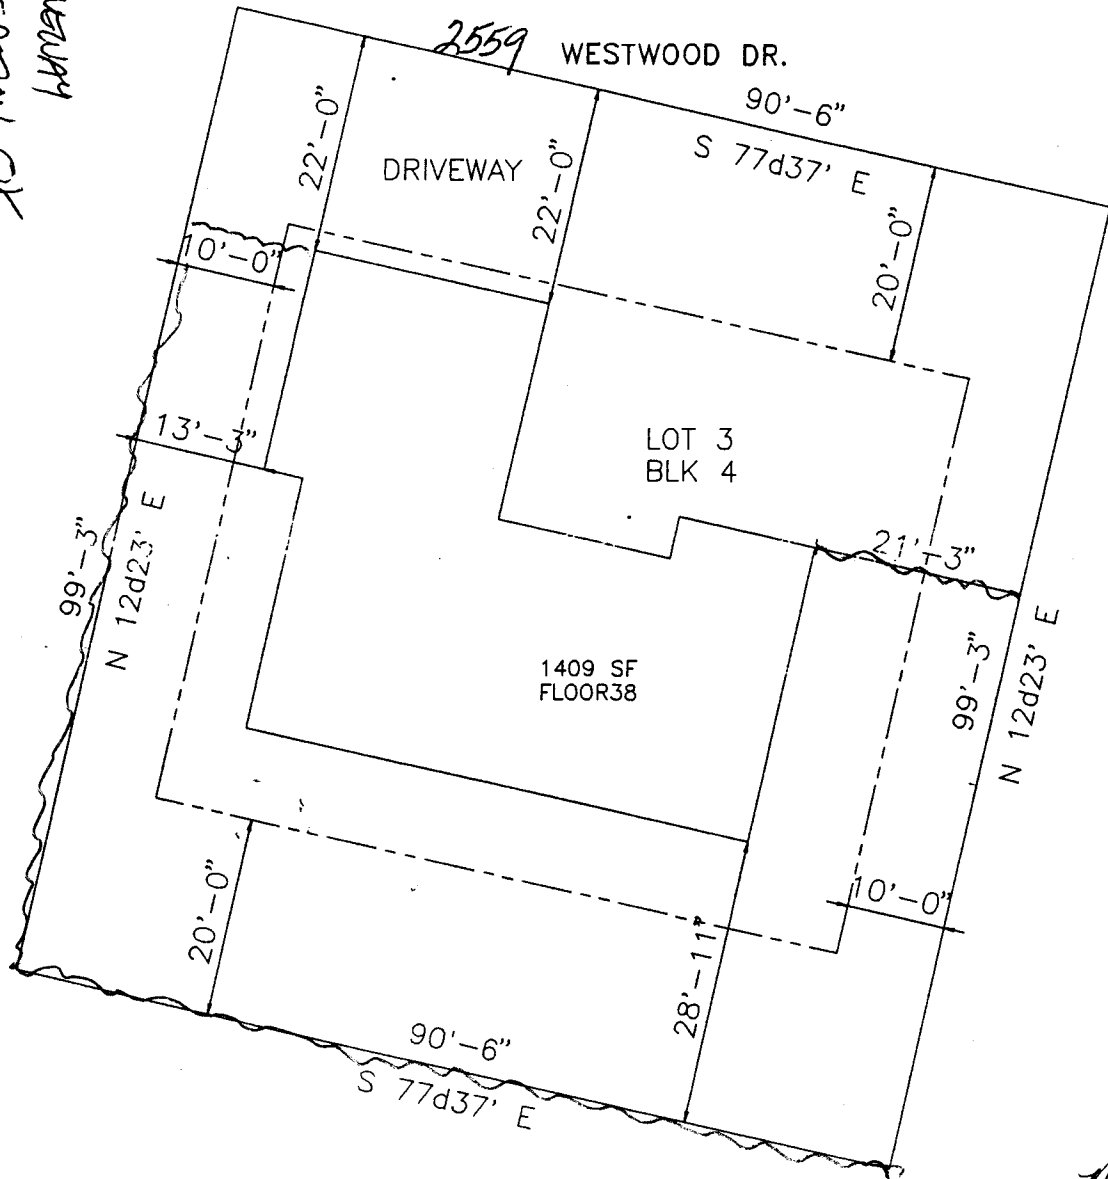 2559 WESTWOOD DR.
90'-6"
S 77d37' E
22'-0"
DRIVEWAY
22'-0"
20'-0"
10'-0"
13'-3"
LOT 3
BLK 4
99'-3"
N 12d23' E
21'-3"
1409 SF
FLOOR38
99'-3"
N 12d23' E
20'-0"
10'-0"
28'-11"
90'-6"
S 77d37' E